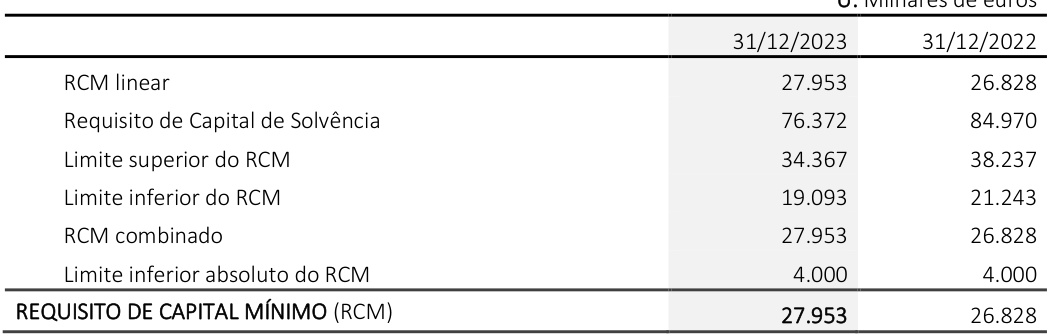 U. Milhares de euros
31/12/2023 31/12/2022
RCM linear 27.953 26.828
Requisito de Capital de Solvência 76.372 84.970
Limite superior do RCM 34.367 38.237
Limite inferior do RCM 19.093 21.243
RCM combinado 27.953 26.828
Limite inferior absoluto do RCM 4.000 4.000
REQUISITO DE CAPITAL MÍNIMO (RCM) 27.953 26.828